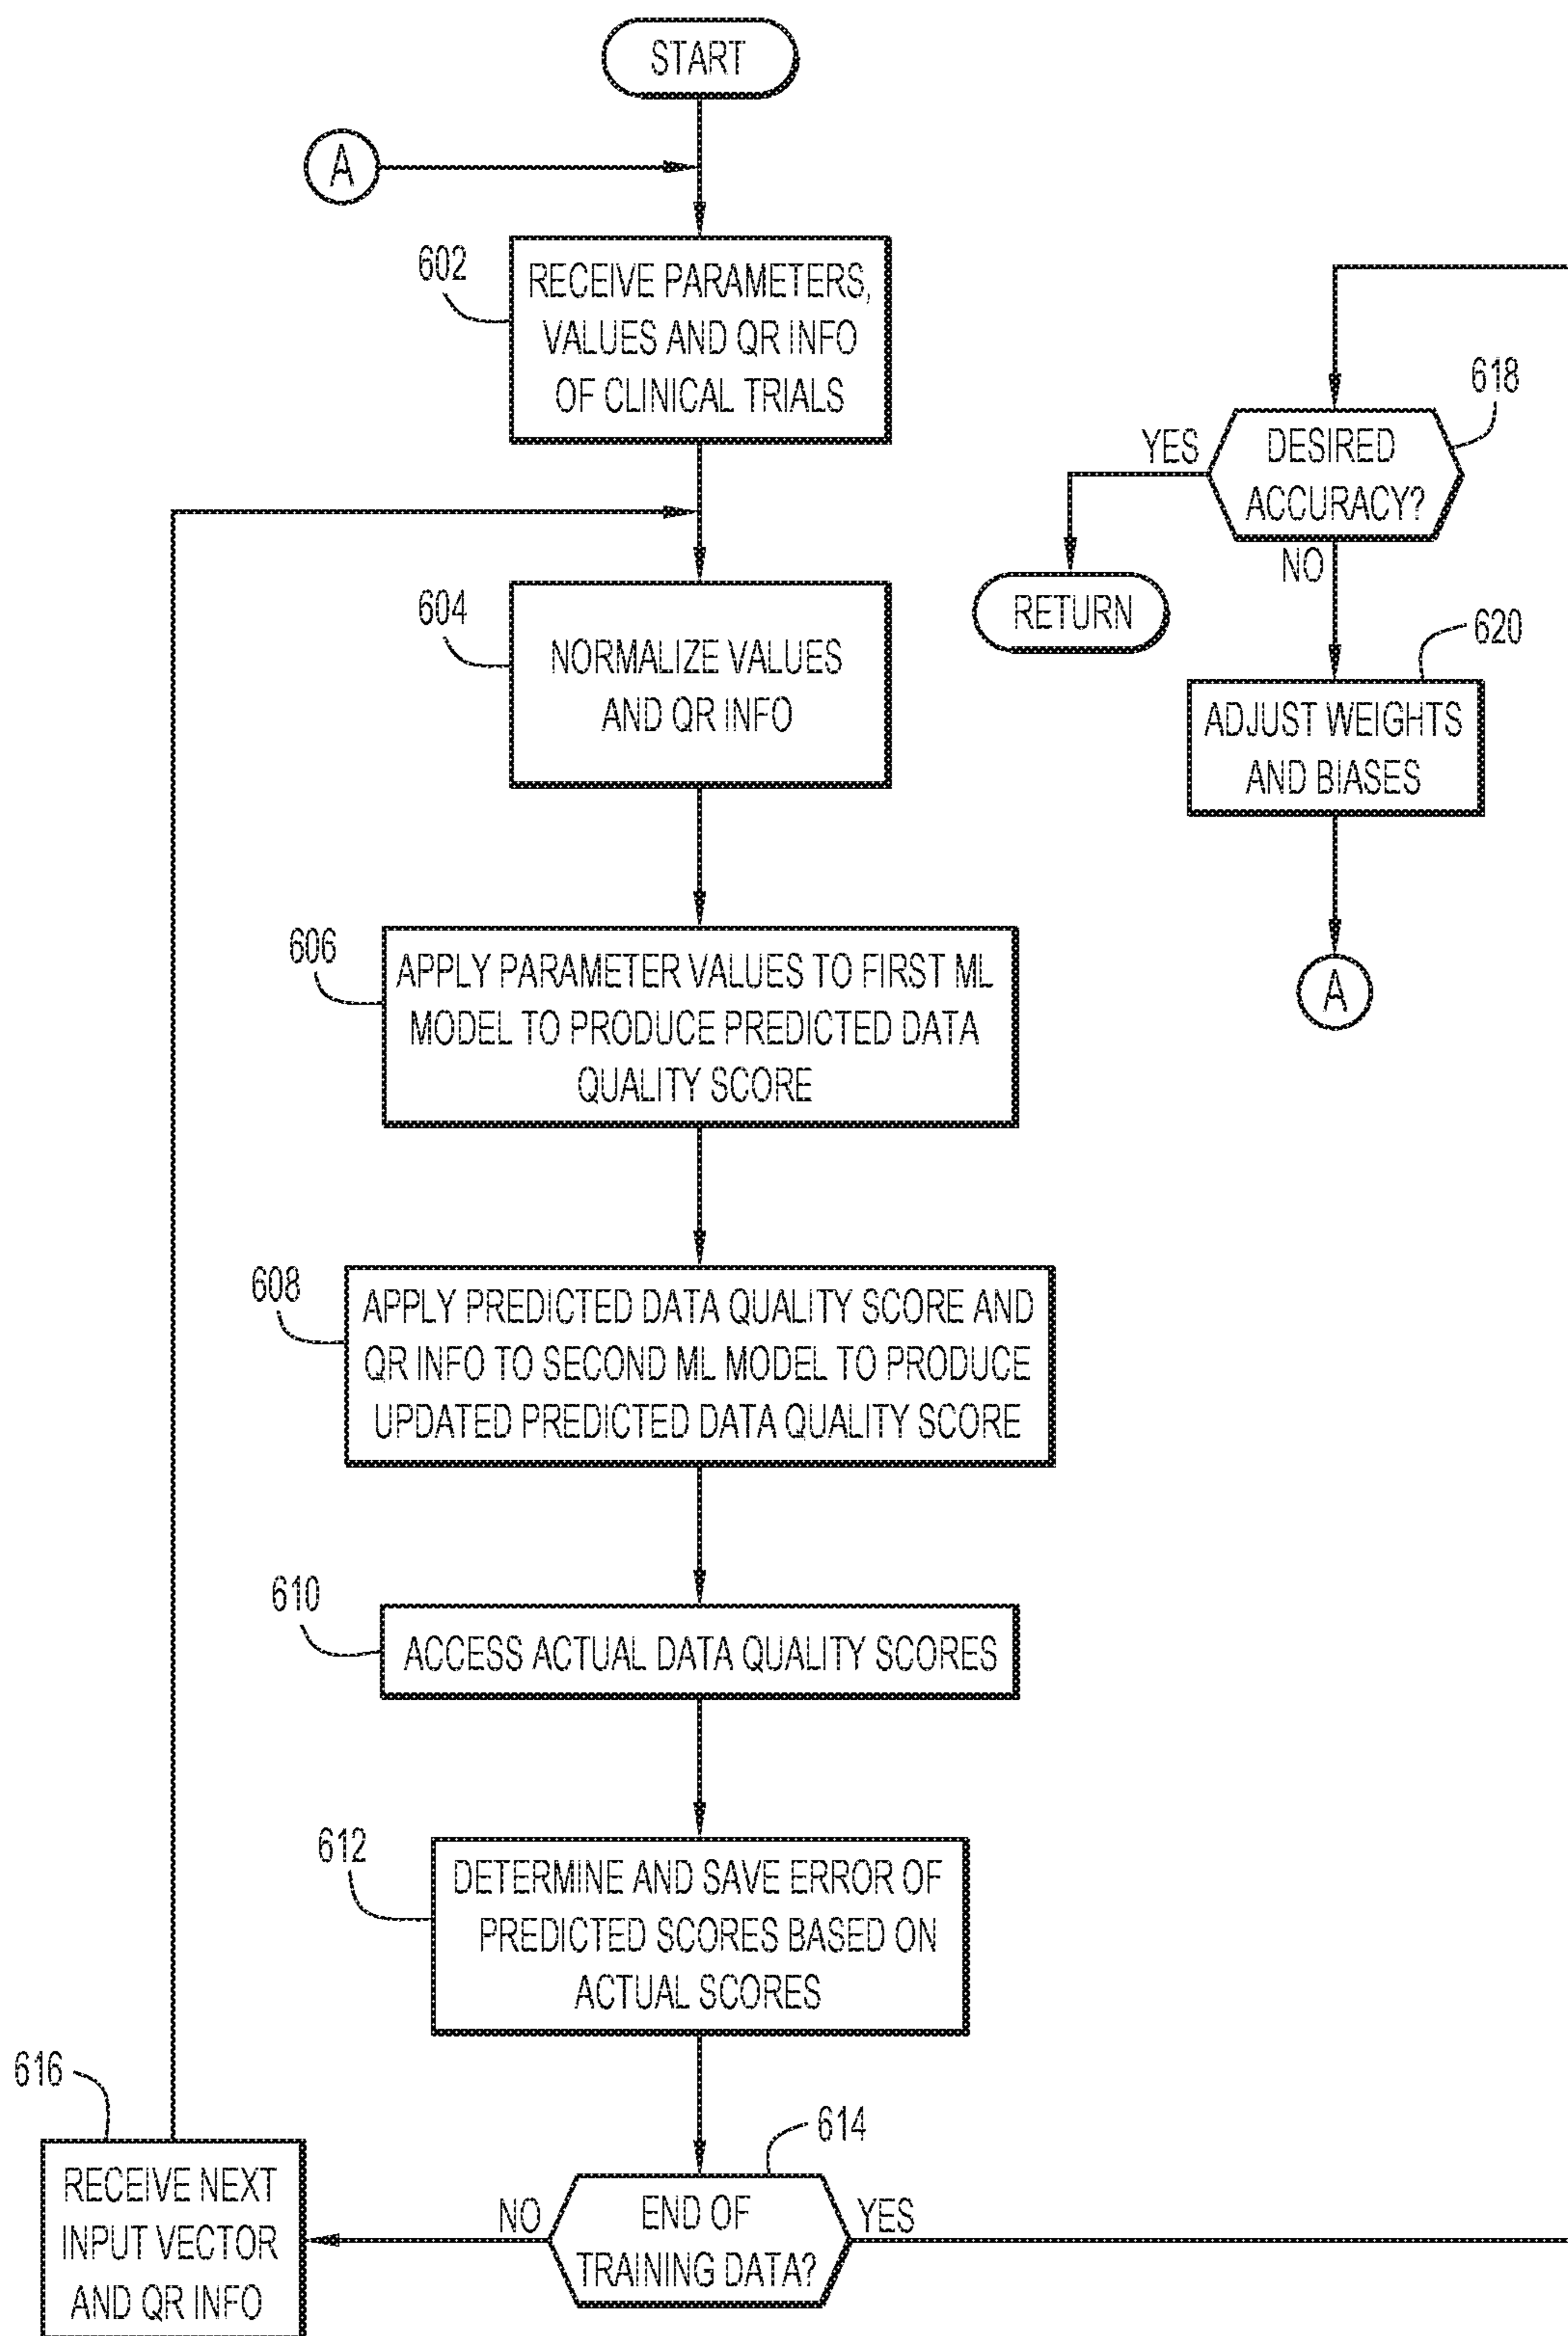 START
A
602
RECEIVE PARAMETERS,
VALUES AND QR INFO
OF CLINICAL TRIALS
604
NORMALIZE VALUES
AND QR INFO
606
APPLY PARAMETER VALUES TO FIRST ML
MODEL TO PRODUCE PREDICTED DATA
QUALITY SCORE
608
APPLY PREDICTED DATA QUALITY SCORE AND
QR INFO TO SECOND ML MODEL TO PRODUCE
UPDATED PREDICTED DATA QUALITY SCORE
610
ACCESS ACTUAL DATA QUALITY SCORES
612
DETERMINE AND SAVE ERROR OF
PREDICTED SCORES BASED ON
ACTUAL SCORES
614
END OF
TRAINING DATA?
NO
YES
616
RECEIVE NEXT
INPUT VECTOR
AND QR INFO
618
DESIRED
ACCURACY?
YES
NO
RETURN
620
ADJUST WEIGHTS
AND BIASES
A